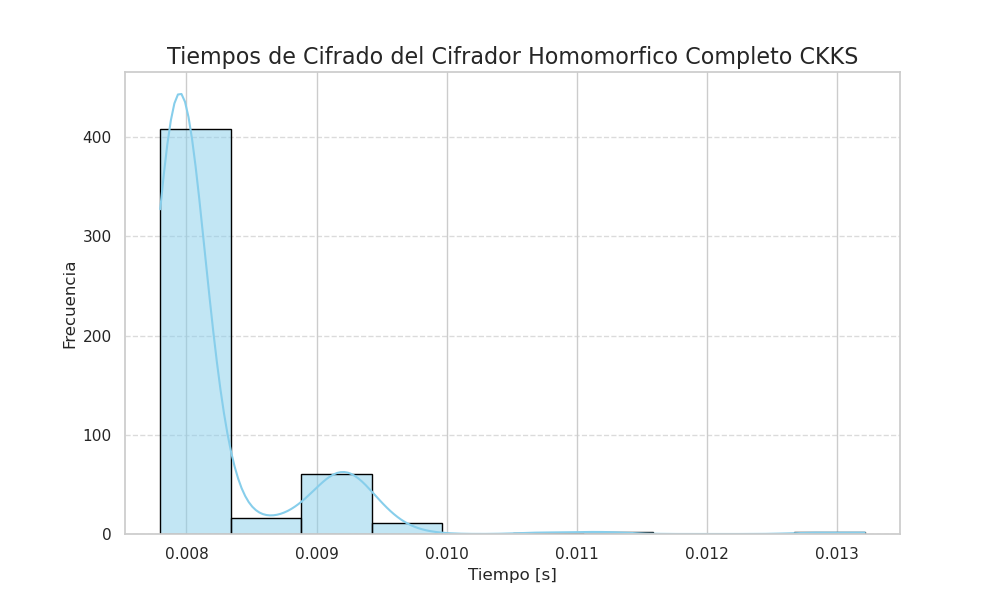 Tiempos de Cifrado del Cifrador Homomorfico Completo CKKS
Frecuencia
400
300
200
100
0
0.008 0.009 0.010 0.011 0.012 0.013
Tiempo [s]